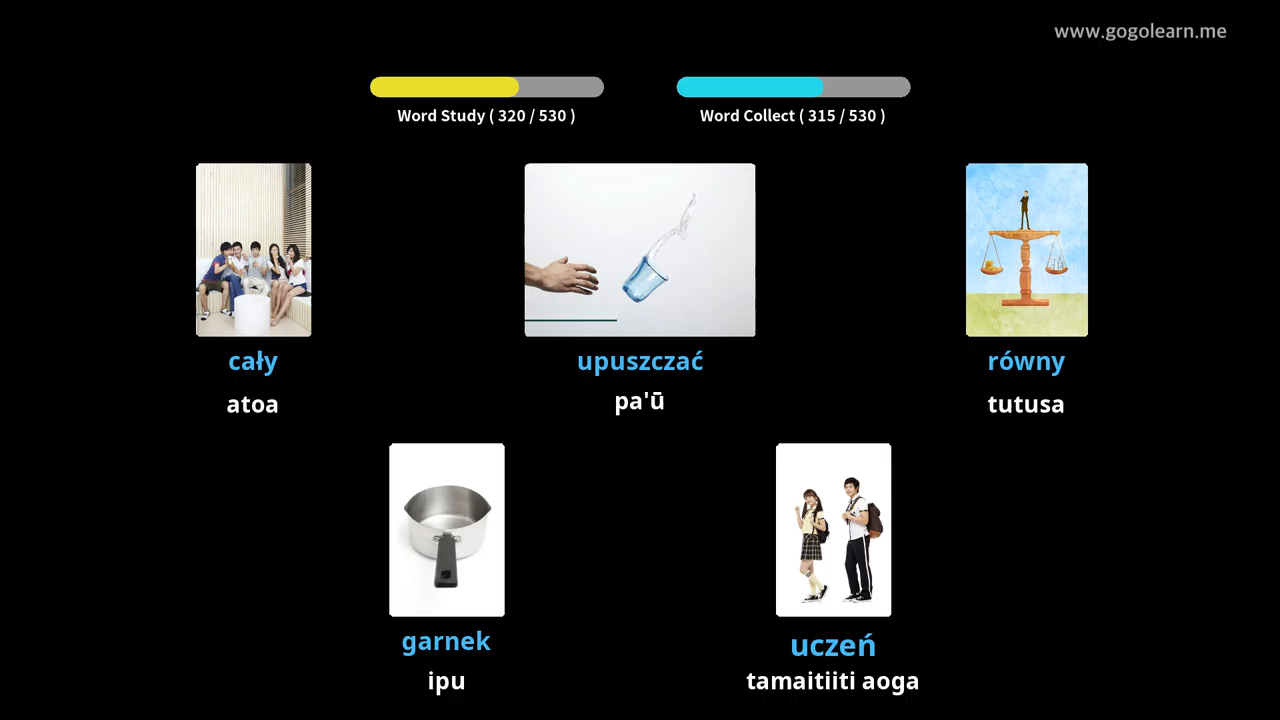 www.gogolearn.me
Word Study ( 320 / 530 )
Word Collect ( 315 / 530 )
cały
upuszczać
równy
atoa
pa'ū
tutusa
garnek
uczeń
ipu
tamaitiiti aoga